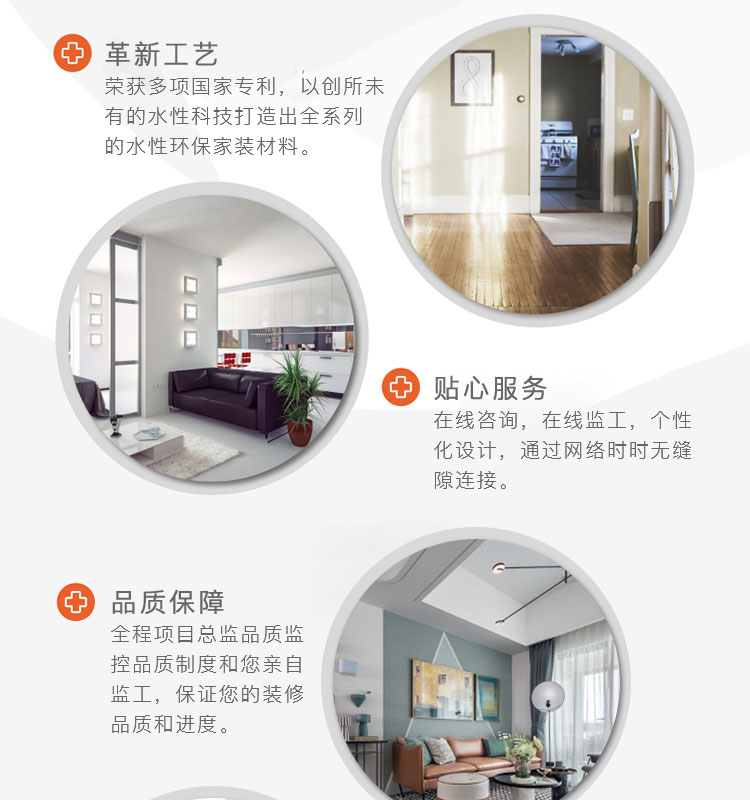 革新工艺
荣获多项国家专利，以创所未
有的水性科技打造出全系列
的水性环保家装材料。
贴心服务
在线咨询，在线监工，个性
化设计，通过网络时时无缝
隙连接。
品质保障
全程项目总监品质监
控品质制度和您亲自
监工，保证您的装修
品质和进度。